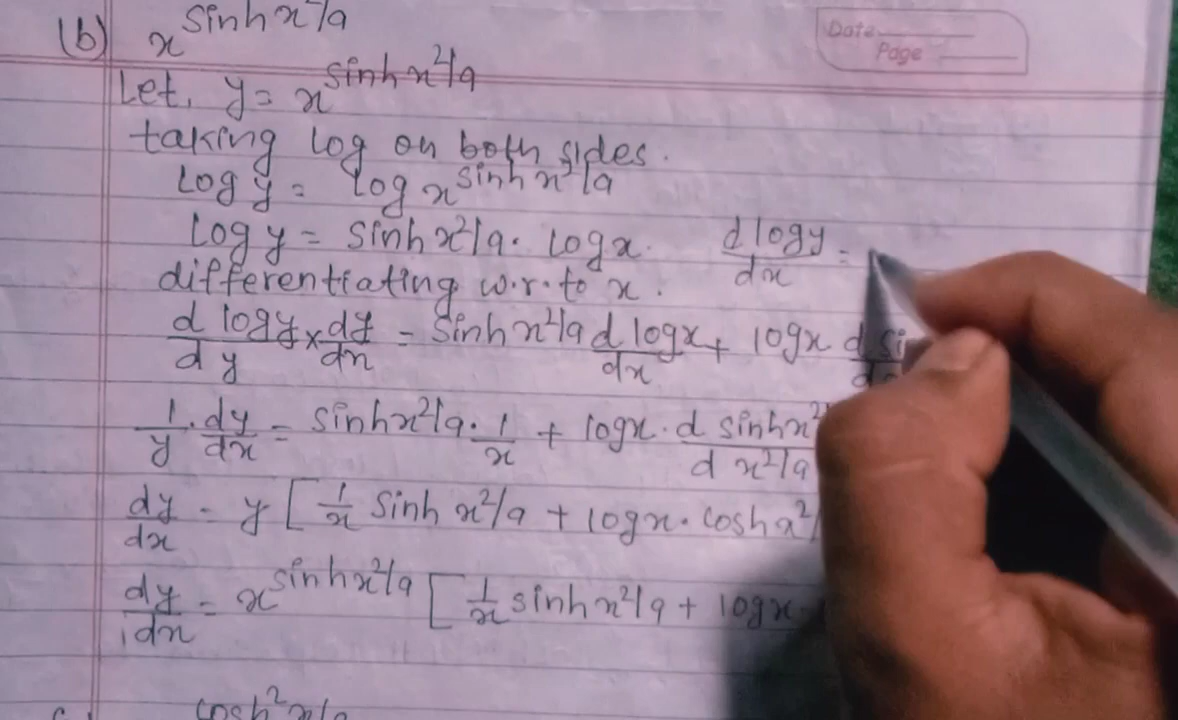 Date
Page
(b) x^sinh x²/a
Let, y = x^sinh x²/a
taking log on both sides.
Log y = log x^sinh x²/a
Log y = sinh x²/a . log x. d log y/dx =
differentiating w.r.to x.
d log y/dy × dy/dx = sinh x²/a d log x/dx + log x d
1/y . dy/dx = sinh x²/a . 1/x + log x . d sinh x²/d x²/a
dy/dx = y [ 1/x sinh x²/a + log x . cosh x²/
dy/dx = x^sinh x²/a [ 1/x sinh x²/a + log x